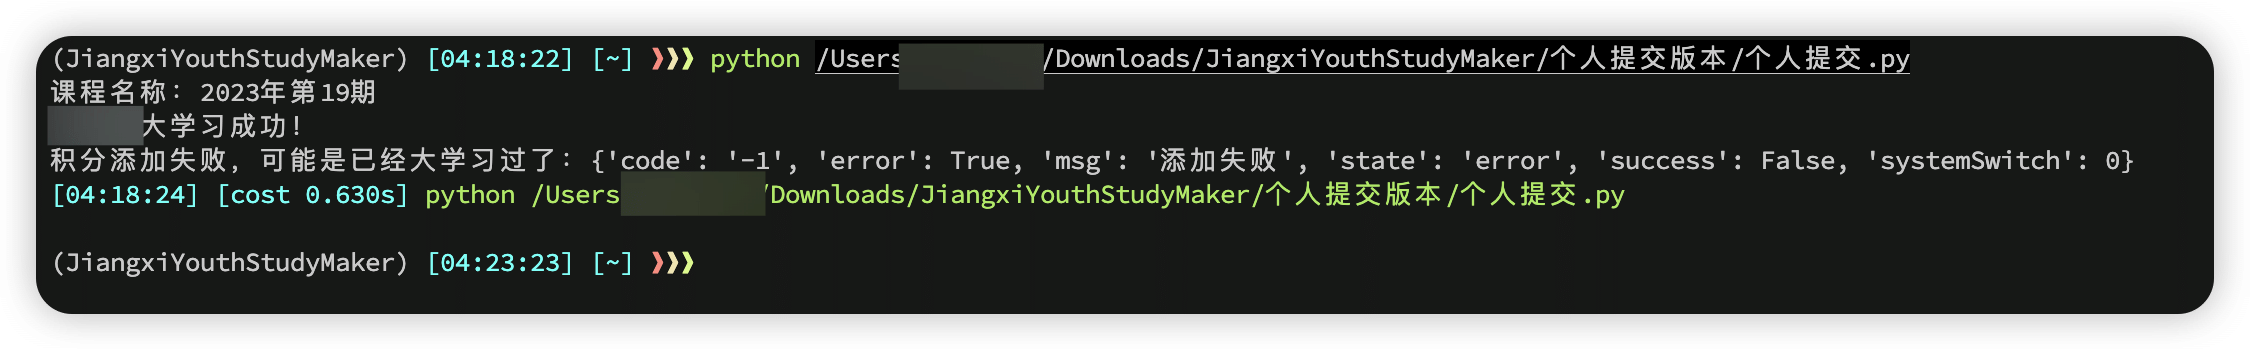 (JiangxiYouthStudyMaker) [04:18:22] [~] ❯❯❯ python /Users/Downloads/JiangxiYouthStudyMaker/个人提交版本/个人提交.py
课程名称：2023年第19期
大学习成功！
积分添加失败，可能是已经大学习过了：{'code': '-1', 'error': True, 'msg': '添加失败', 'state': 'error', 'success': False, 'systemSwitch': 0}
[04:18:24] [cost 0.630s] python /Users/Downloads/JiangxiYouthStudyMaker/个人提交版本/个人提交.py
(JiangxiYouthStudyMaker) [04:23:23] [~] ❯❯❯